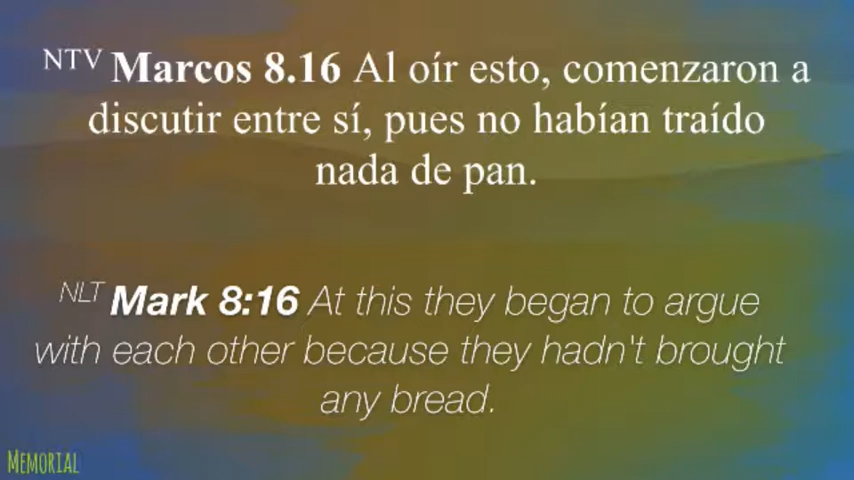 NTV Marcos 8.16 Al oír esto, comenzaron a
discutir entre sí, pues no habían traído
nada de pan.
NLT Mark 8:16 At this they began to argue
with each other because they hadn't brought
any bread.
MEMORIAL